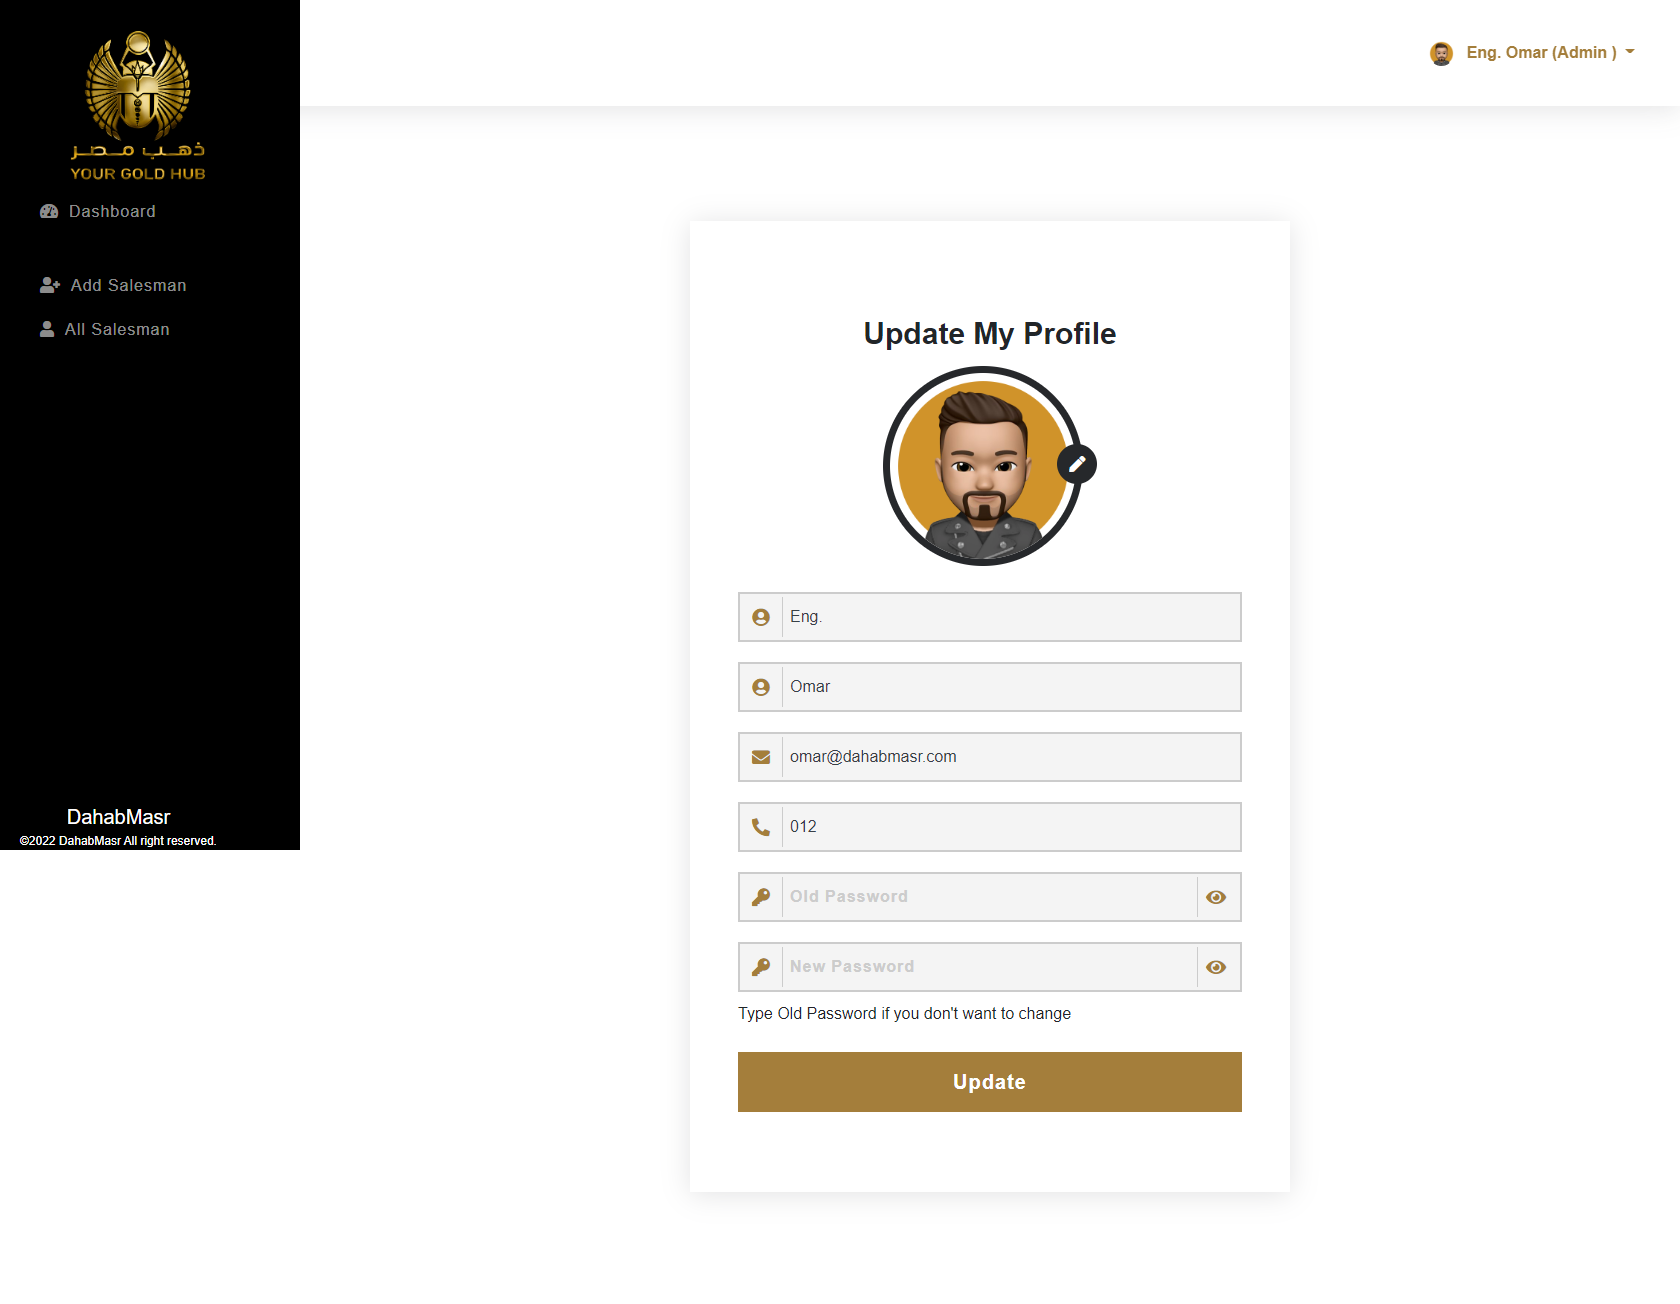 ذهب مصر
YOUR GOLD HUB
Dashboard
Add Salesman
All Salesman
DahabMasr
©2022 DahabMasr All right reserved.
Eng. Omar (Admin )
Update My Profile
Eng.
Omar
omar@dahabmasr.com
012
Old Password
New Password
Type Old Password if you don't want to change
Update